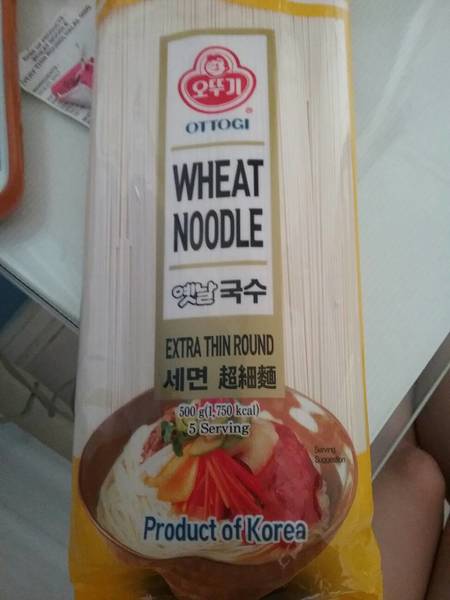 오뚜기
®
OTTOGI
WHEAT
NOODLE
옛날 국수
EXTRA THIN ROUND
세면 超細麵
500 g(1,750 kcal)
5 Serving
Serving
Suggestion
Product of Korea